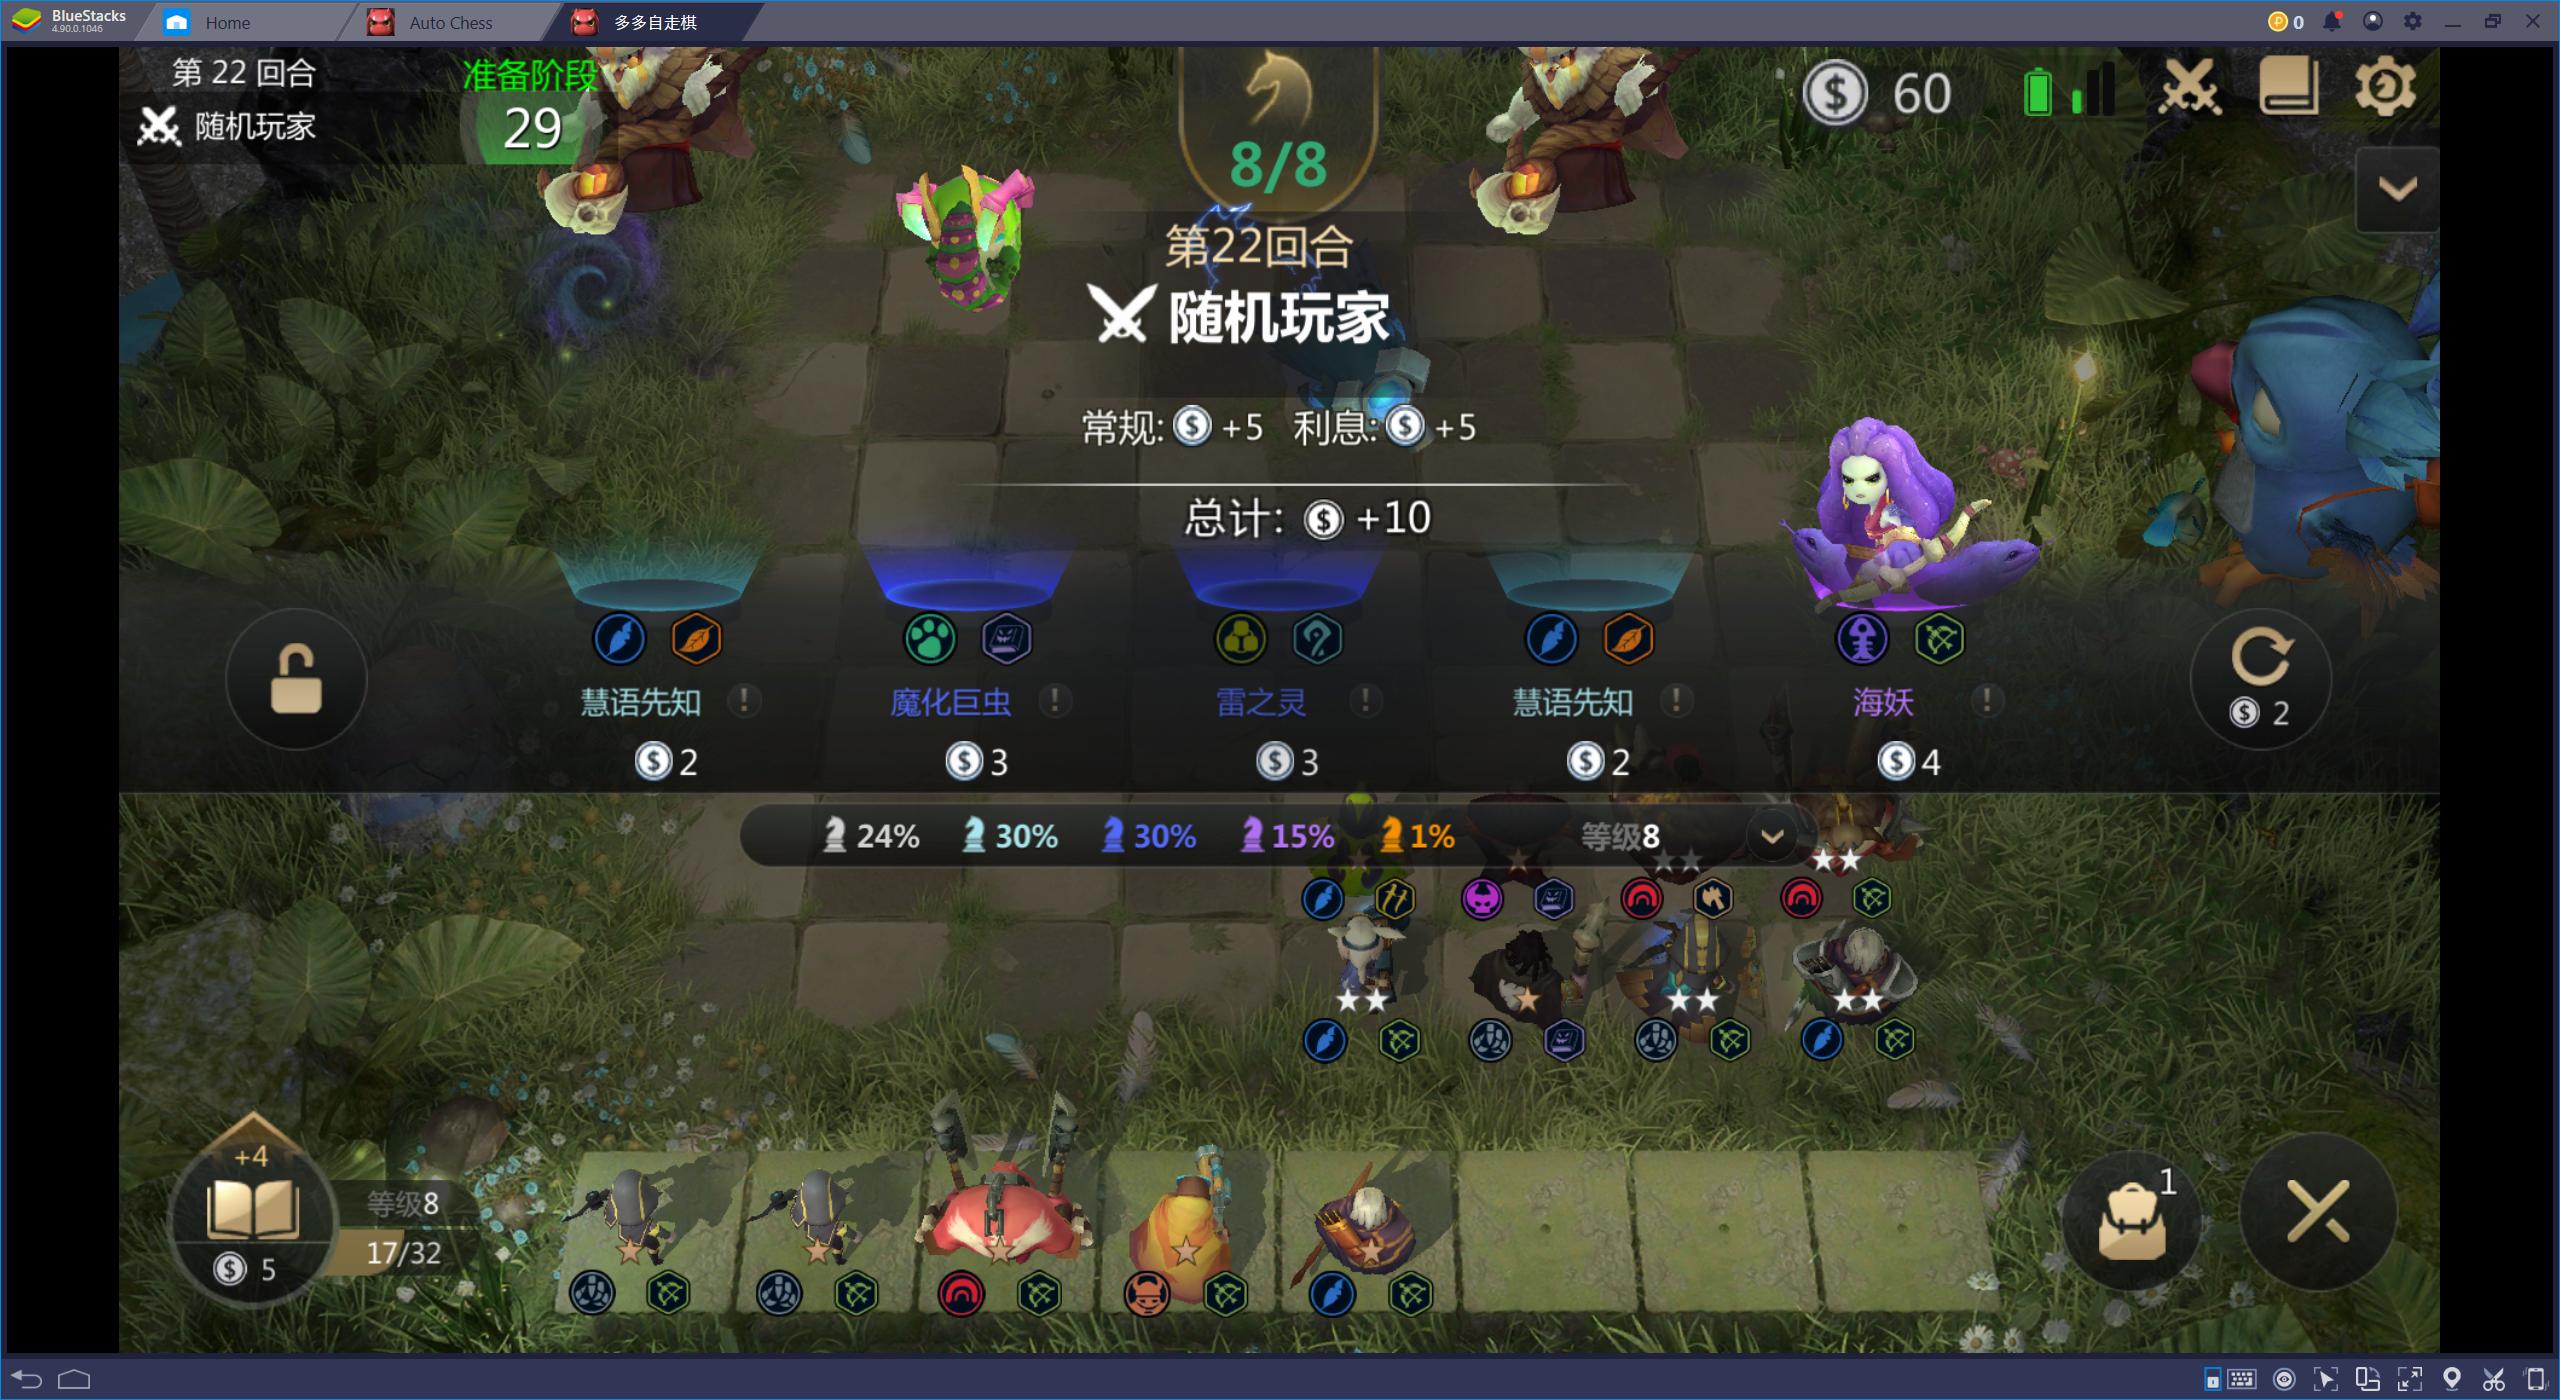 BlueStacks
4.90.0.1046
Home
Auto Chess
多多自走棋
0
第 22 回合
准备阶段
29
随机玩家
8/8
60
第22回合
随机玩家
常规: +5 利息: +5
总计: +10
慧语先知
魔化巨虫
雷之灵
慧语先知
海妖
2
3
3
2
4
2
24% 30% 30% 15% 1% 等级8
+4
等级8
17/32
5
1